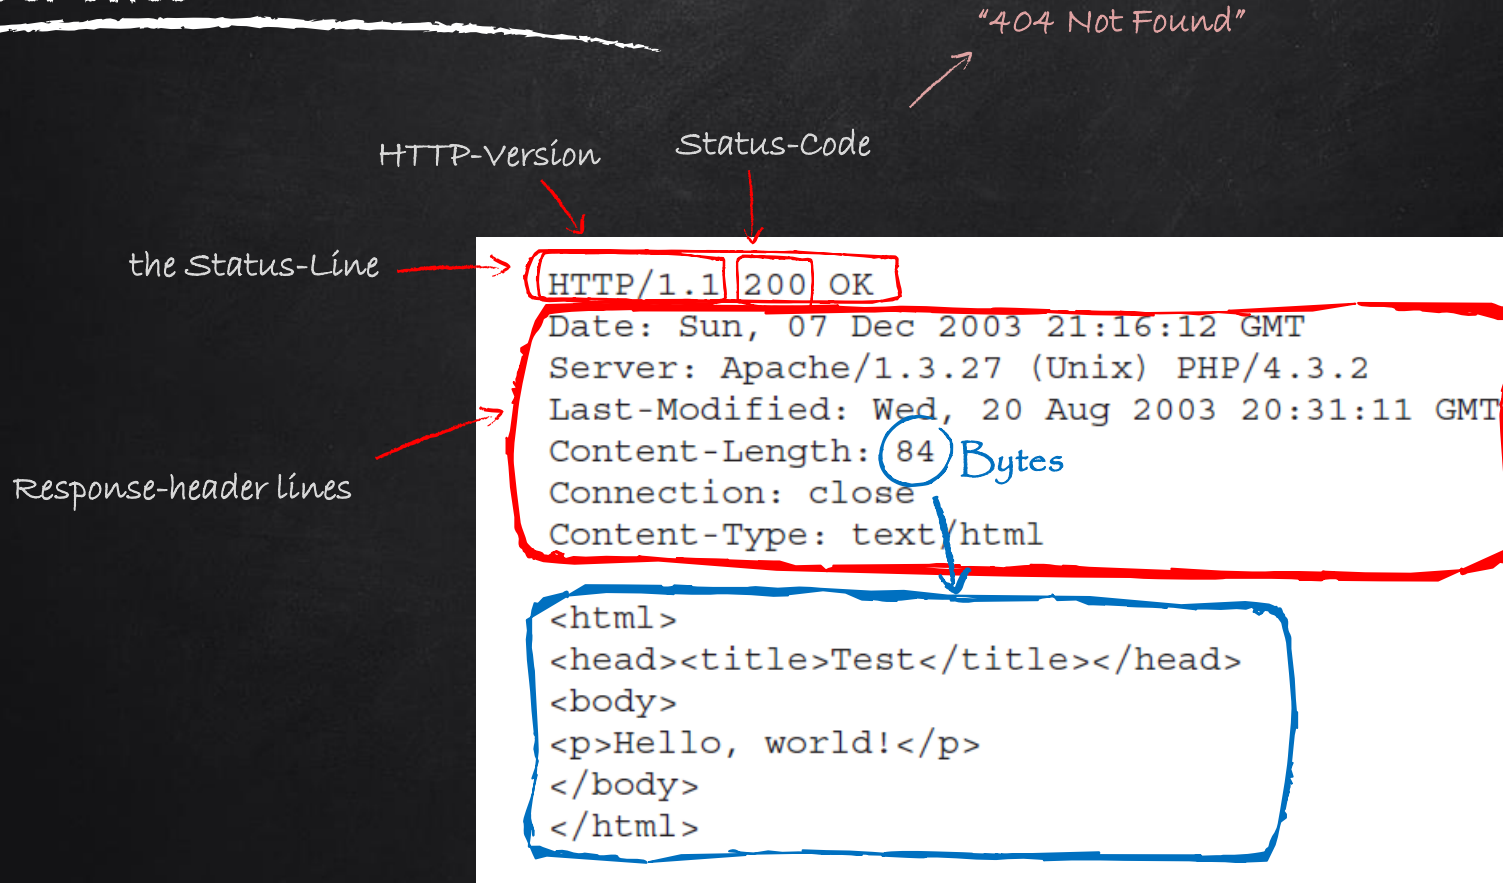 "404 Not Found"
HTTP-Version
Status-Code
the Status-Line
HTTP/1.1 200 OK
Date: Sun, 07 Dec 2003 21:16:12 GMT
Server: Apache/1.3.27 (Unix) PHP/4.3.2
Last-Modified: Wed, 20 Aug 2003 20:31:11 GMT
Content-Length: 84 Bytes
Connection: close
Content-Type: text/html
Response-header lines
<html>
<head><title>Test</title></head>
<body>
<p>Hello, world!</p>
</body>
</html>